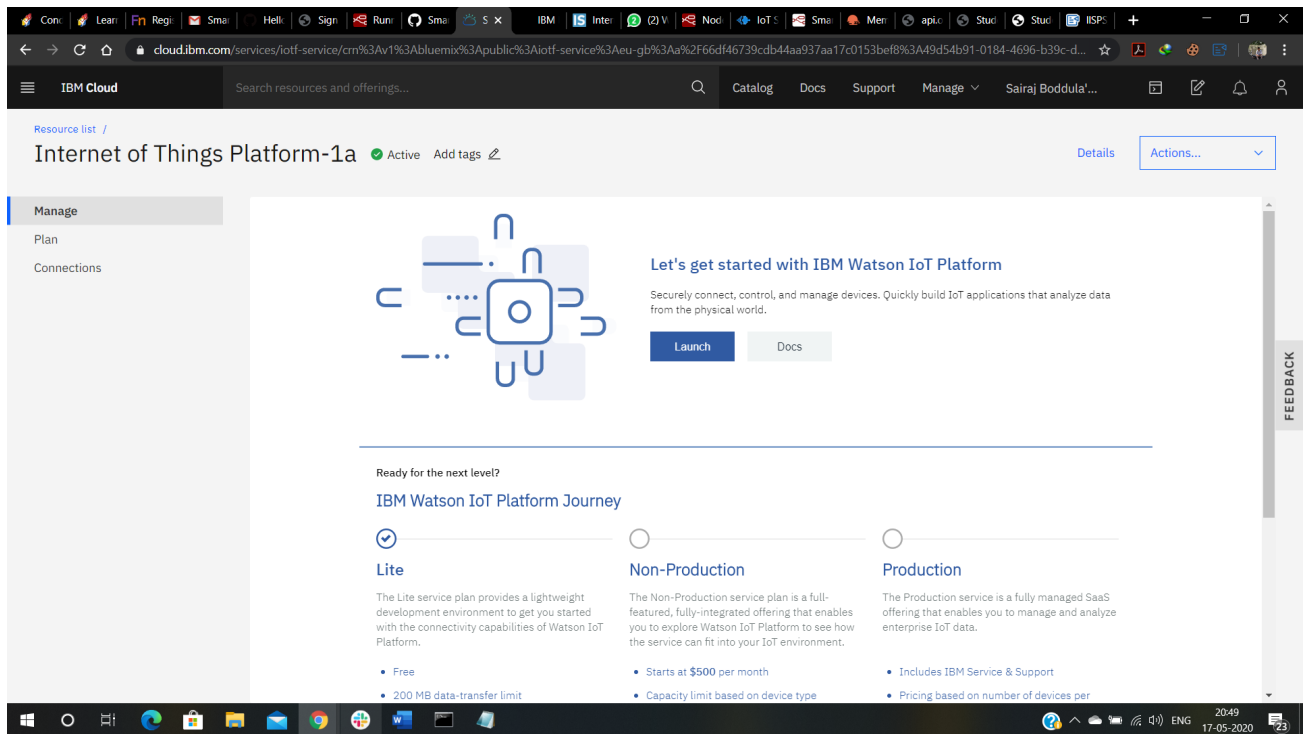 Conc Learn Fn Regi Sma Hello Sign Runn Sma S × IBM IS Inter (2) W Node IoT S Sma Mem api.o Stud Stud IISPS +
cloud.ibm.com/services/iotf-service/crn%3Av1%3Abluemix%3Apublic%3Aiotf-service%3Aeu-gb%3Aa%2F66df46739cdb44aa937aa17c0153bef8%3A49d54b91-0184-4696-b39c-d...
IBM Cloud Search resources and offerings... Catalog Docs Support Manage Sairaj Boddula'...
Resource list /
Internet of Things Platform-1a Active Add tags Details Actions...
Manage
Plan
Connections
Let's get started with IBM Watson IoT Platform
Securely connect, control, and manage devices. Quickly build IoT applications that analyze data
from the physical world.
Launch Docs
FEEDBACK
Ready for the next level?
IBM Watson IoT Platform Journey
Lite
The Lite service plan provides a lightweight
development environment to get you started
with the connectivity capabilities of Watson IoT
Platform.
• Free
• 200 MB data-transfer limit
Non-Production
The Non-Production service plan is a full-
featured, fully-integrated offering that enables
you to explore Watson IoT Platform to see how
the service can fit into your IoT environment.
• Starts at $500 per month
• Capacity limit based on device type
Production
The Production service is a fully managed SaaS
offering that enables you to manage and analyze
enterprise IoT data.
• Includes IBM Service & Support
• Pricing based on number of devices per
ENG 20:49
17-05-2020 23